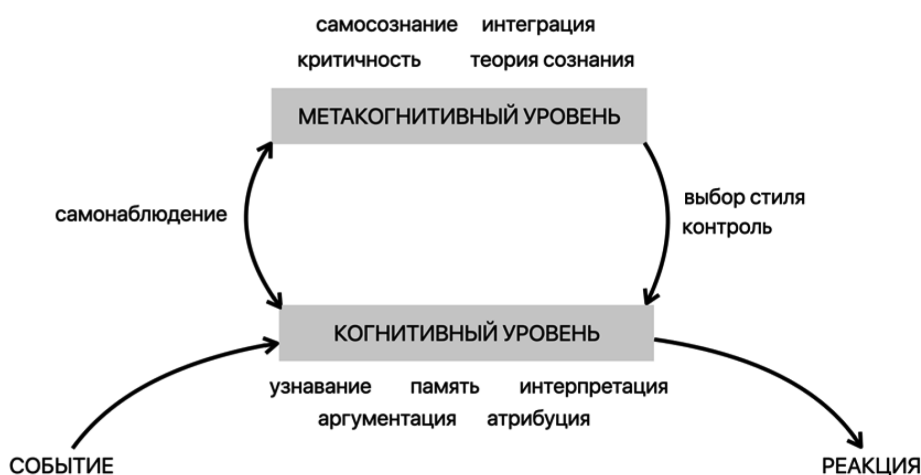 самосознание интеграция
критичность теория сознания
МЕТАКОГНИТИВНЫЙ УРОВЕНЬ
самонаблюдение
выбор стиля
контроль
КОГНИТИВНЫЙ УРОВЕНЬ
узнавание память интерпретация
аргументация атрибуция
СОБЫТИЕ
РЕАКЦИЯ